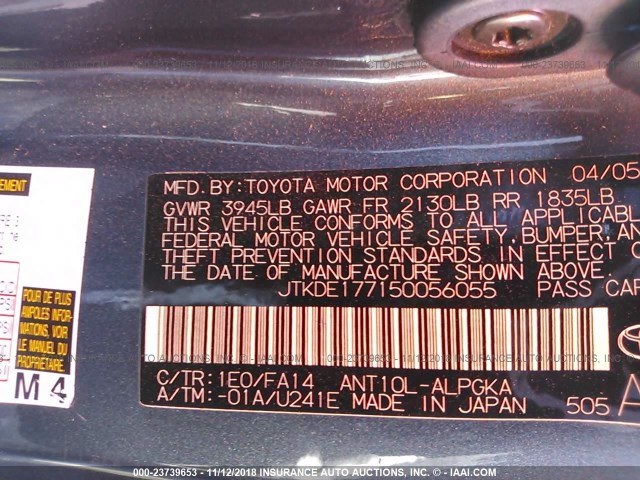 MFD. BY: TOYOTA MOTOR CORPORATION 04/05
GVWR 3945LB GAWR FR 2130LB RR 1835LB
THIS VEHICLE CONFORMS TO ALL APPLICABLE
FEDERAL MOTOR VEHICLE SAFETY, BUMPER, AN
THEFT PREVENTION STANDARDS IN EFFECT ON
THE DATE OF MANUFACTURE SHOWN ABOVE.
JTKDE177150056055 PASS CAR
C/TR: 1E0/FA14 ANT10L-ALPGKA
A/TM: -01A/U241E MADE IN JAPAN 505
POUR DE PLUS
AMPLES INFOR-
MATIONS, VOIR
LE MANUEL DU
PROPRIÉTAIRE.
M 4
000-23739653 - 11/12/2018 INSURANCE AUTO AUCTIONS - © - IAAI.COM